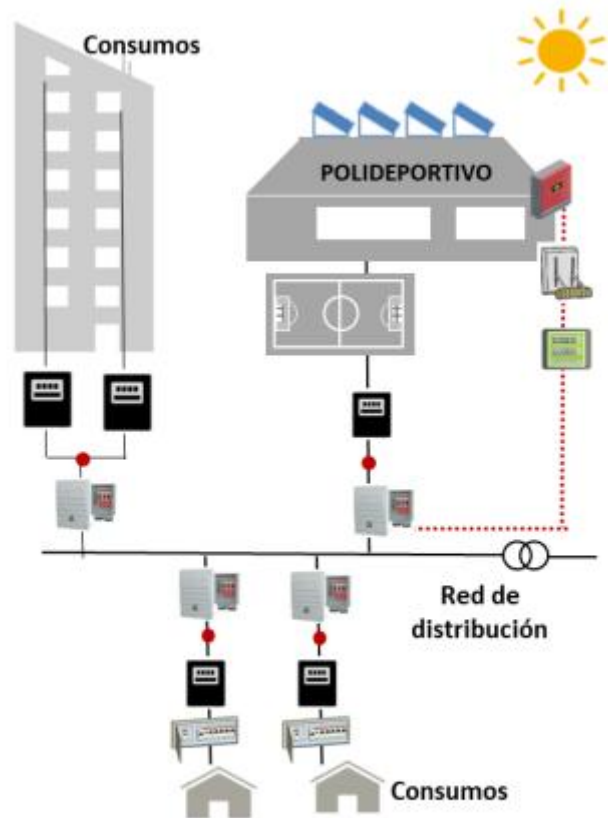 Consumos
POLIDEPORTIVO
Red de
distribución
Consumos